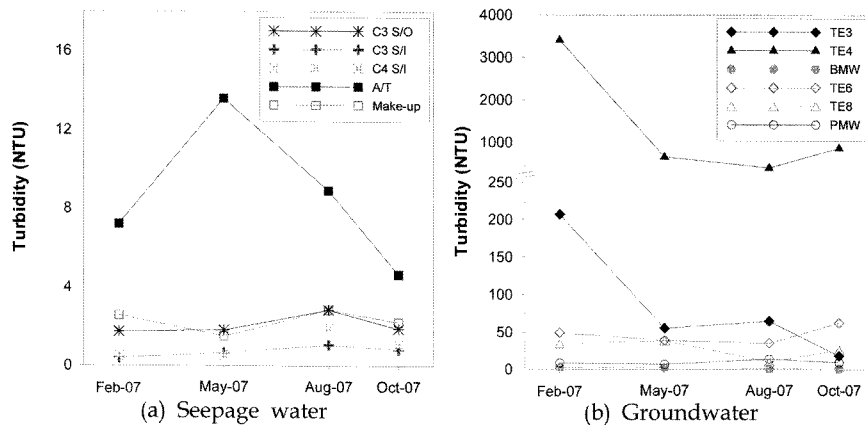 Turbidity (NTU)
16
12
8
4
0
Feb-07
May-07
Aug-07
Oct-07
C3 S/O
C3 S/I
C4 S/I
A/T
Make-up
(a) Seepage water
Turbidity (NTU)
4000
3000
2000
1000
250
200
150
100
50
0
Feb-07
May-07
Aug-07
Oct-07
TE3
TE4
BMW
TE6
TE8
PMW
(b) Groundwater